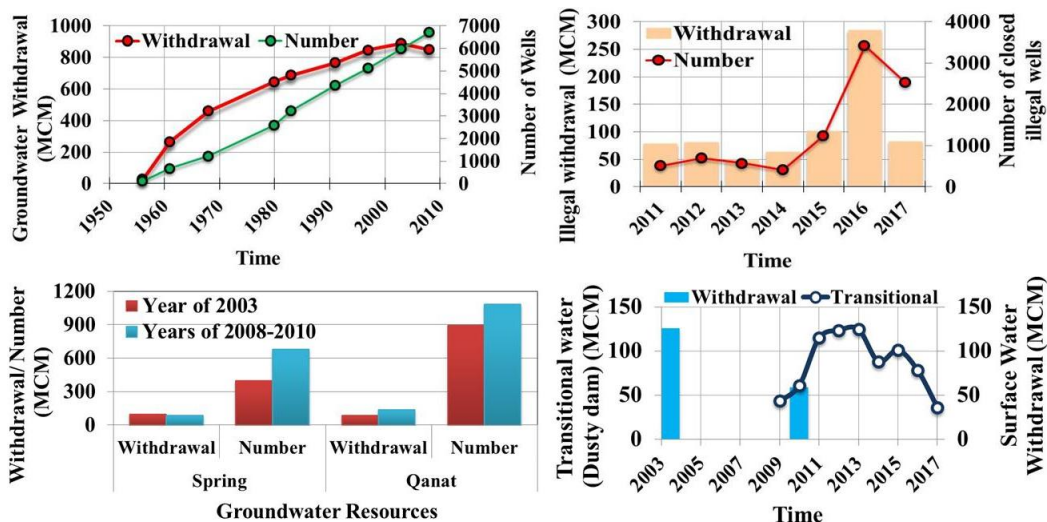 Groundwater Withdrawal
(MCM)
1000
800
600
400
200
0
Withdrawal
Number
7000
6000
5000
4000
3000
2000
1000
0
Number of Wells
1950
1960
1970
1980
1990
2000
2010
Time
Illegal withdrawal (MCM)
300
250
200
150
100
50
0
Withdrawal
Number
4000
3000
2000
1000
0
Number of closed
illegal wells
2011
2012
2013
2014
2015
2016
2017
Time
Withdrawal/ Number
(MCM)
1200
900
600
300
0
Year of 2003
Years of 2008-2010
Withdrawal
Number
Withdrawal
Number
Spring
Qanat
Groundwater Resources
Transitional water
(Dusty dam) (MCM)
150
100
50
0
Withdrawal
Transitional
150
100
50
0
Surface Water
Withdrawal (MCM)
2003
2005
2007
2009
2011
2013
2015
2017
Time